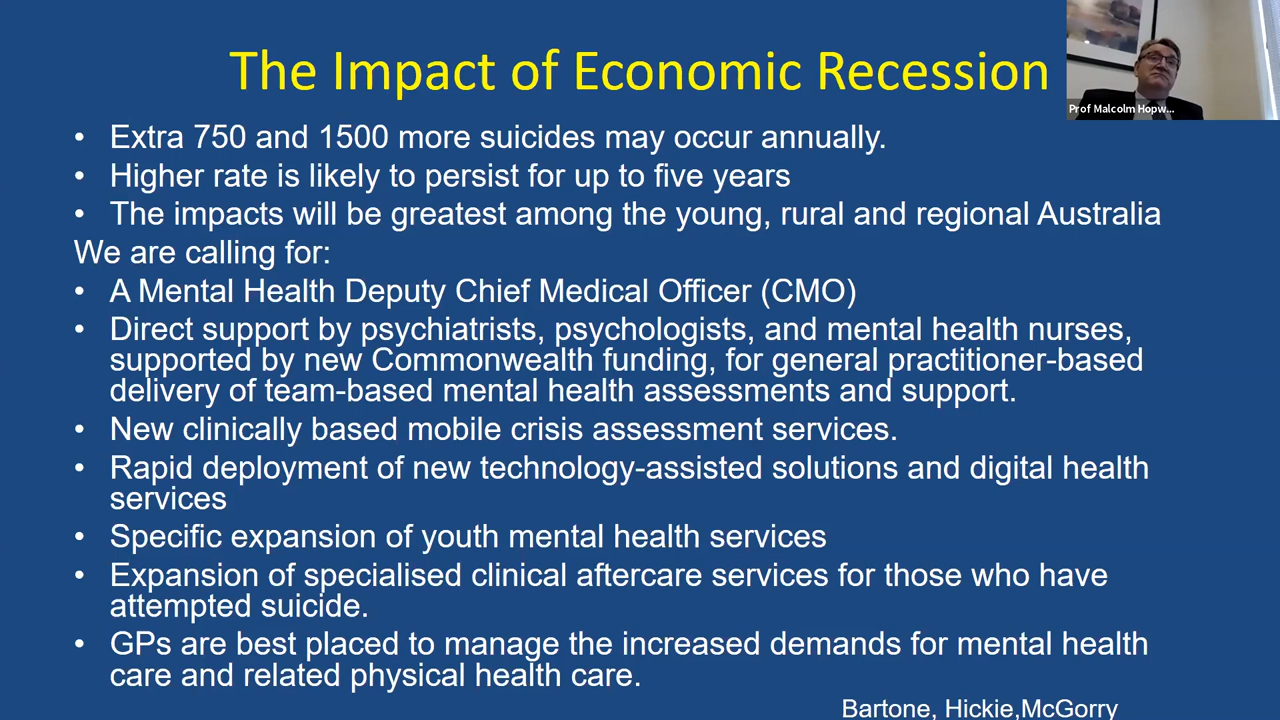 The Impact of Economic Recession
Prof Malcolm Hopw...
• Extra 750 and 1500 more suicides may occur annually.
• Higher rate is likely to persist for up to five years
• The impacts will be greatest among the young, rural and regional Australia
We are calling for:
• A Mental Health Deputy Chief Medical Officer (CMO)
• Direct support by psychiatrists, psychologists, and mental health nurses,
supported by new Commonwealth funding, for general practitioner-based
delivery of team-based mental health assessments and support.
• New clinically based mobile crisis assessment services.
• Rapid deployment of new technology-assisted solutions and digital health
services
• Specific expansion of youth mental health services
• Expansion of specialised clinical aftercare services for those who have
attempted suicide.
• GPs are best placed to manage the increased demands for mental health
care and related physical health care.
Bartone, Hickie,McGorry